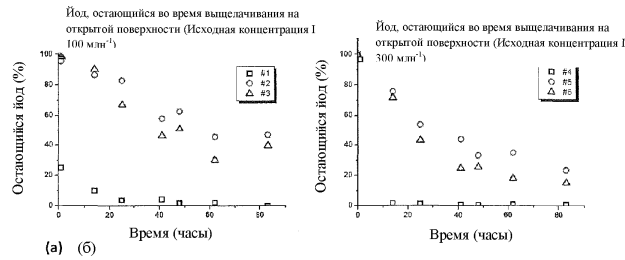 Йод, остающийся во время выщелачивания на
открытой поверхности (Исходная концентрация I
100 млн⁻¹)
Остающийся йод (%)
100
80
60
40
20
0
0
20
40
60
80
#1
#2
#3
Время (часы)
Йод, остающийся во время выщелачивания на
открытой поверхности (Исходная концентрация I
300 млн⁻¹)
Остающийся йод (%)
100
80
60
40
20
0
0
20
40
60
80
#4
#5
#6
Время (часы)
(а) (б)